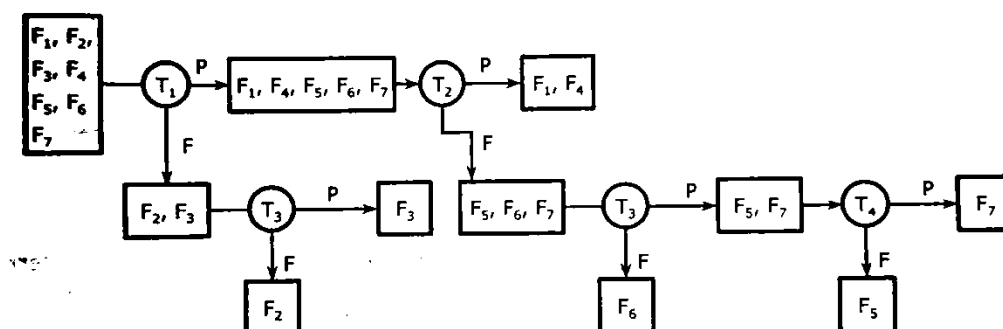 F1, F2,
F3, F4
F5, F6
F7
T1
P
F1, F4, F5, F6, F7
T2
P
F1, F4
F
F
F2, F3
T3
P
F3
F5, F6, F7
T3
P
F5, F7
T4
P
F7
F
F
F
F2
F6
F5